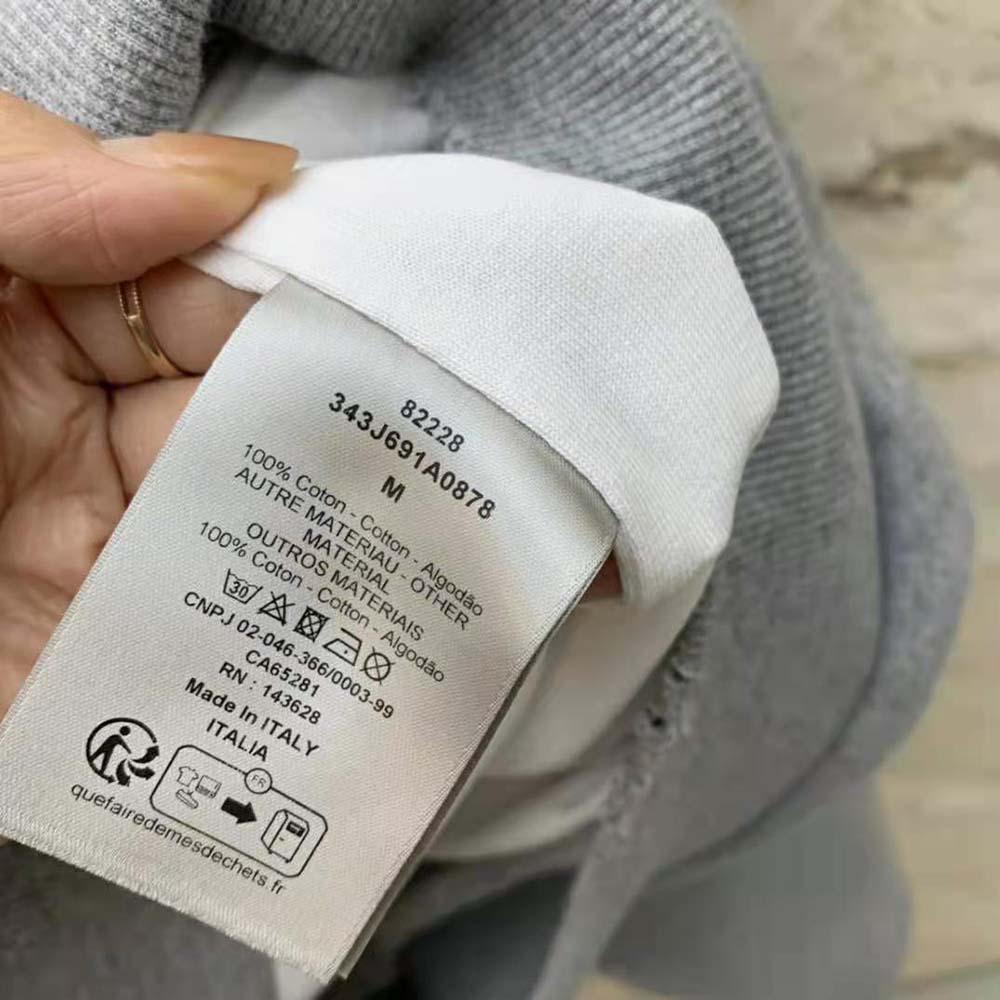 82228
343J691A0878
M
100% Coton - Cotton - Algodão
AUTRE MATERIAU - OTHER
MATERIAL
OUTROS MATERIAIS
100% Coton - Cotton - Algodão
30
CNPJ 02-046-366/0003-99
CA65281
RN : 143628
Made In ITALY
ITALIA
FR
quefairedemesdechets.fr